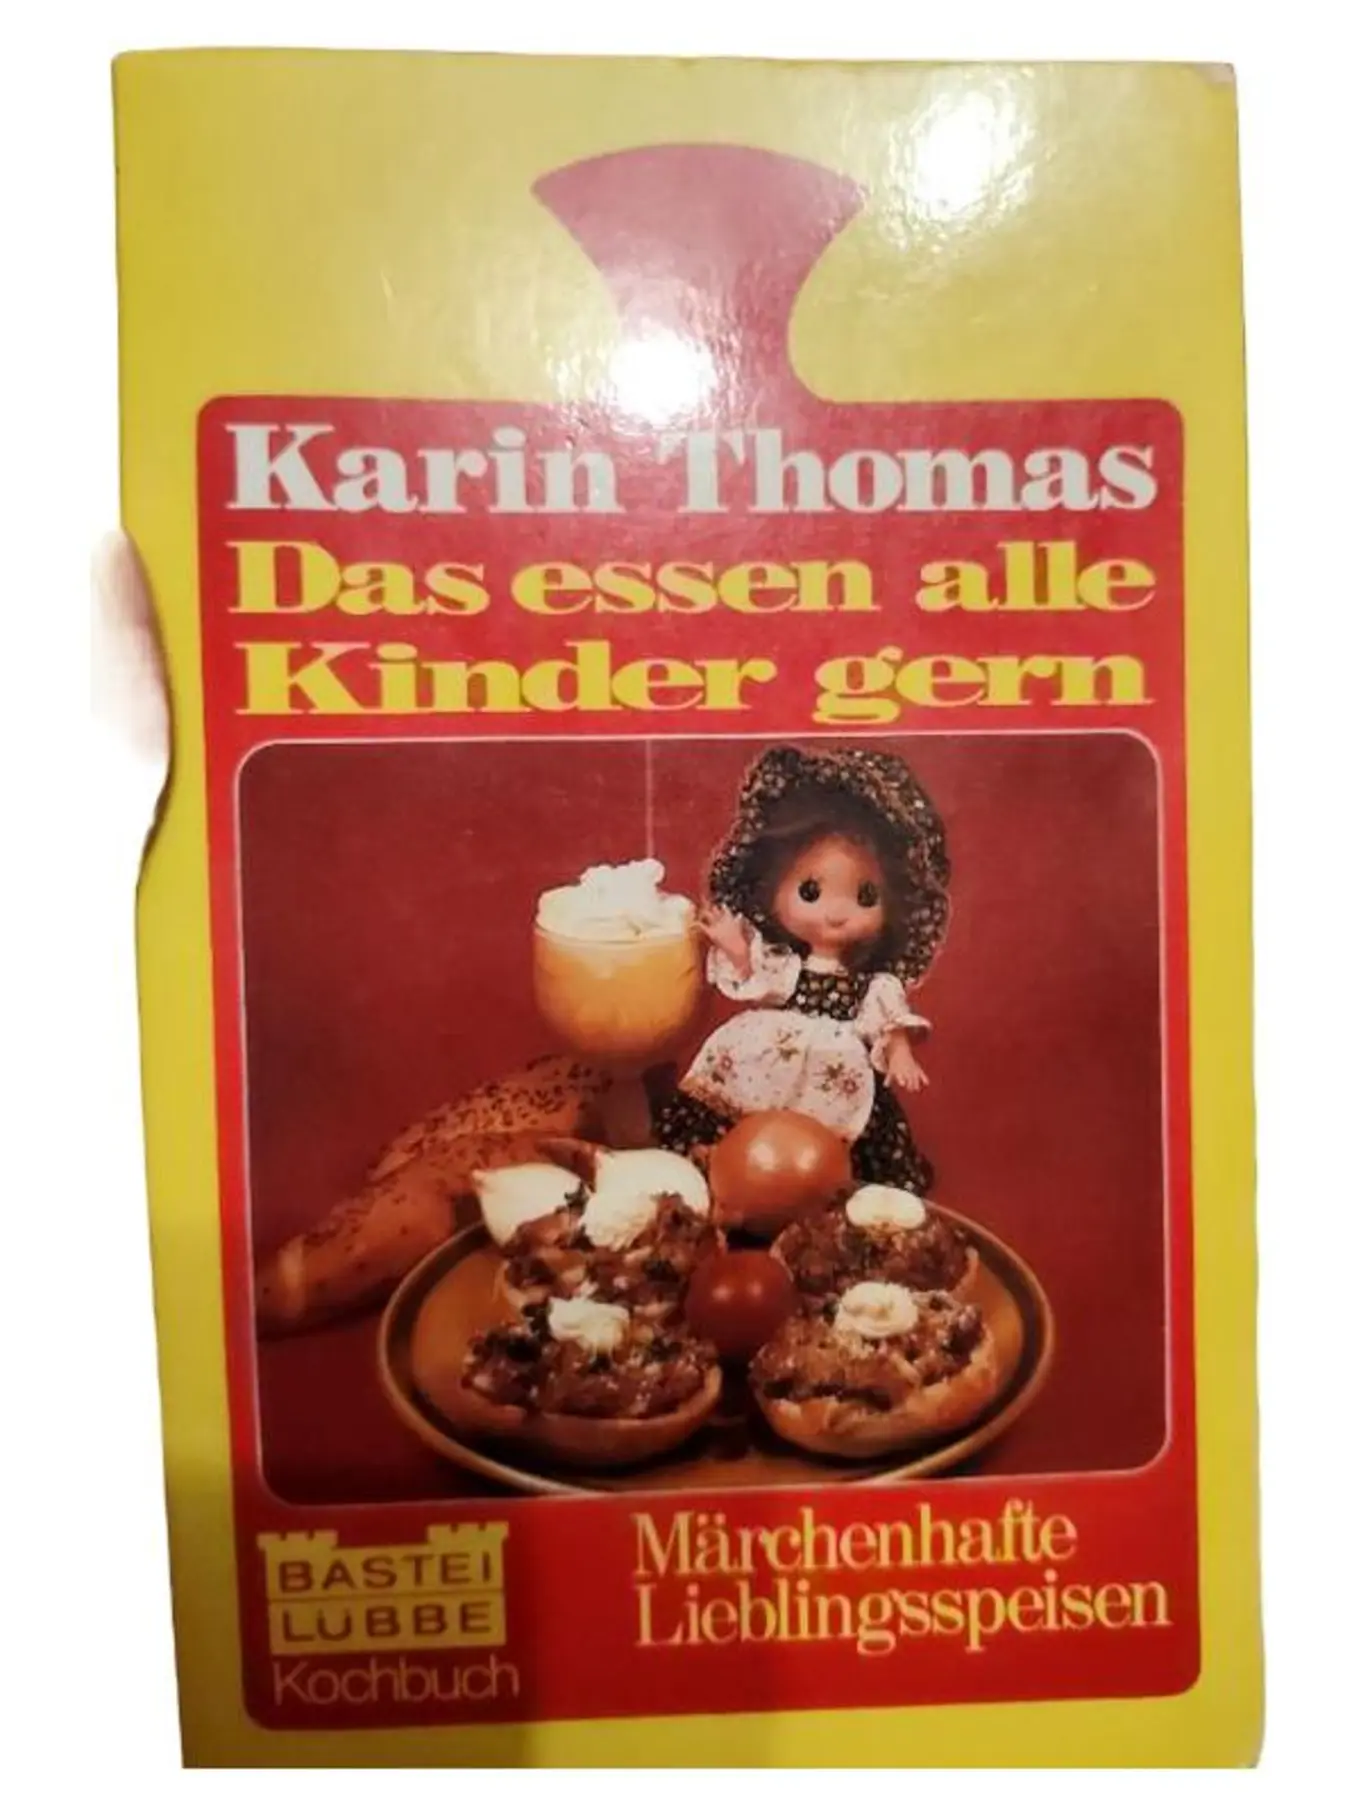 Karin Thomas
Das essen alle
Kinder gern
Märchenhafte
Lieblingsspeisen
BASTEI
LÜBBE
Kochbuch